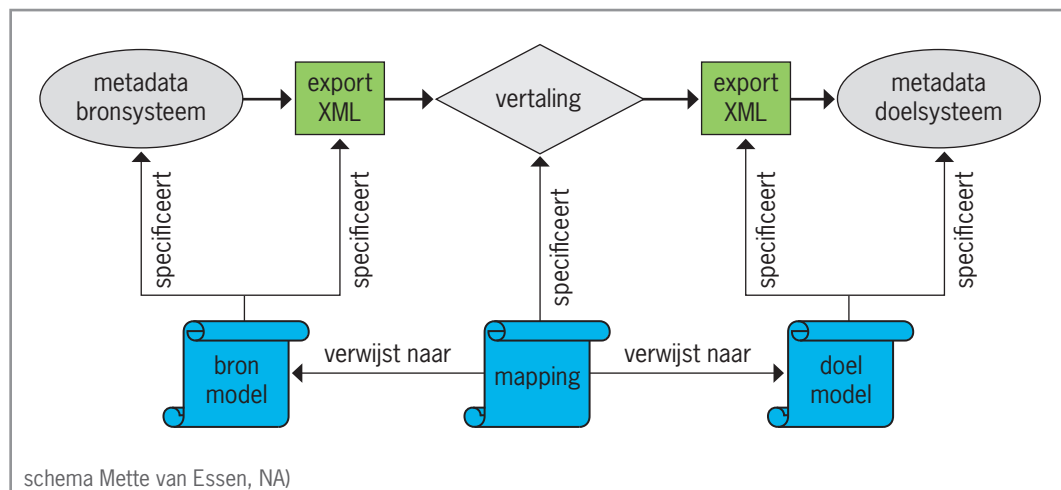 metadata
bronsysteem
export
XML
vertaling
export
XML
metadata
doelsysteem
specificeert
specificeert
specificeert
specificeert
specificeert
bron
model
verwijst naar
mapping
verwijst naar
doel
model
schema Mette van Essen, NA)